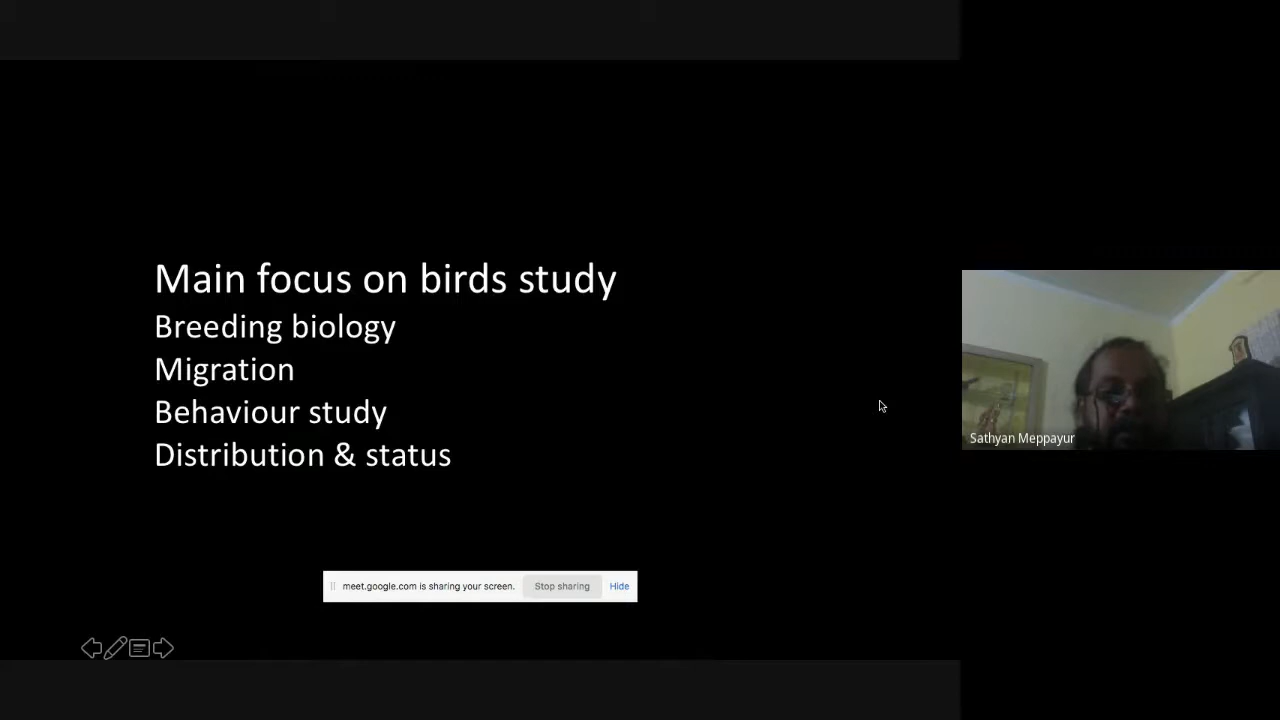 Main focus on birds study
Breeding biology
Migration
Behaviour study
Distribution & status
Sathyan Meppayur
meet.google.com is sharing your screen. Stop sharing Hide